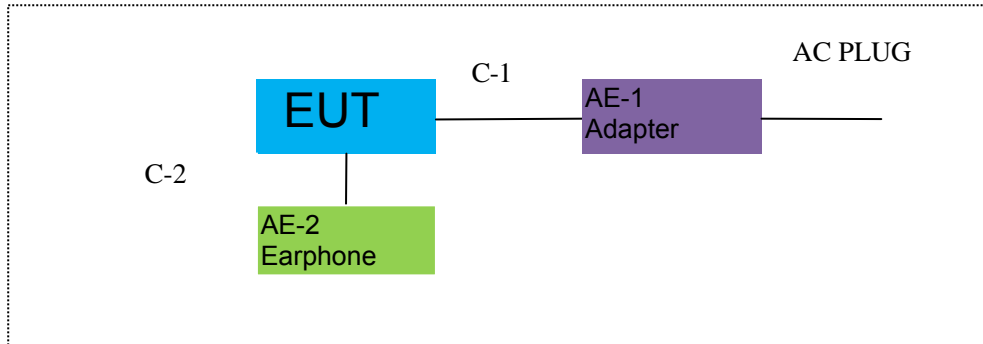 AC PLUG
C-1
EUT
AE-1
Adapter
C-2
AE-2
Earphone